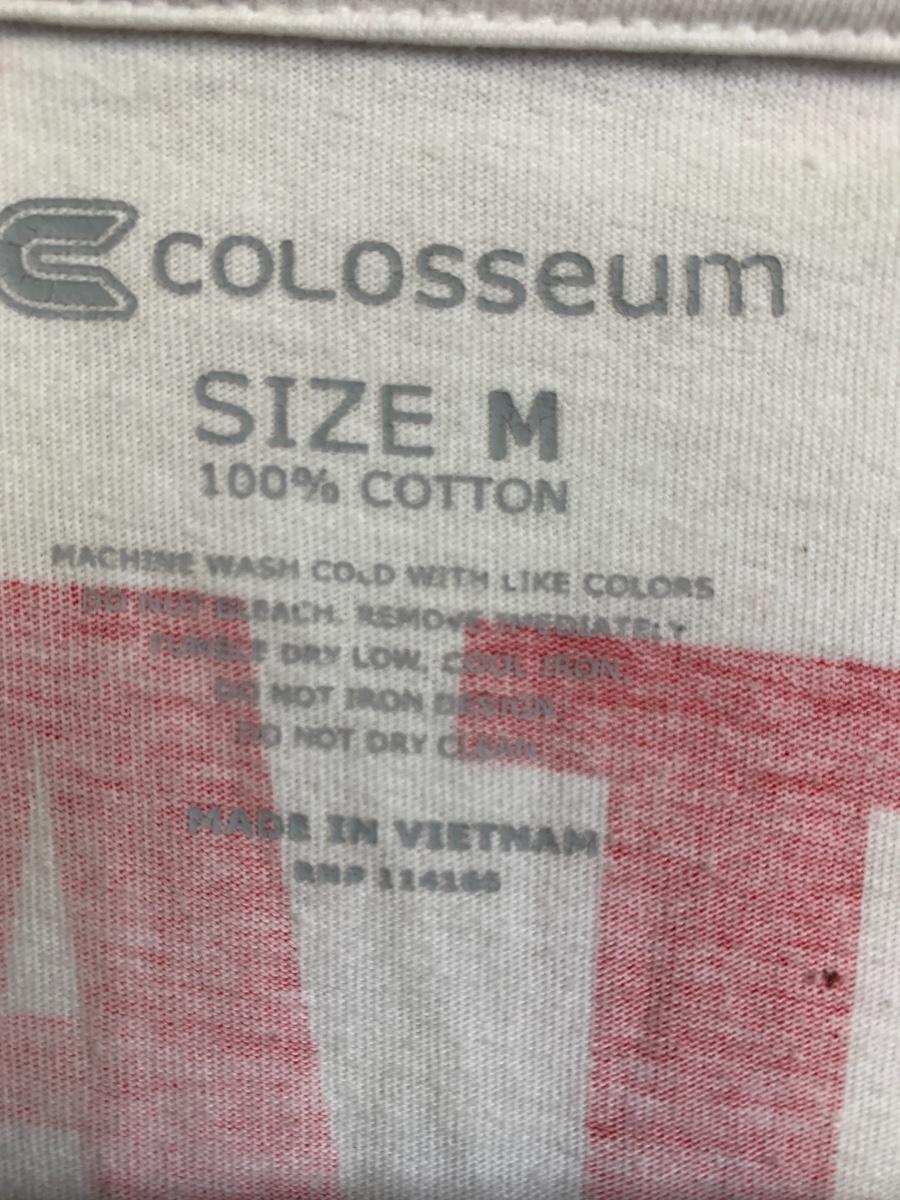 COLOSSEUM
SIZE M
100% COTTON
MACHINE WASH COLD WITH LIKE COLORS
DO NOT BLEACH. REMOVE IMMEDIATELY
TUMBLE DRY LOW. COOL IRON.
DO NOT IRON DESIGN
DO NOT DRY CLEAN
MADE IN VIETNAM
RN#